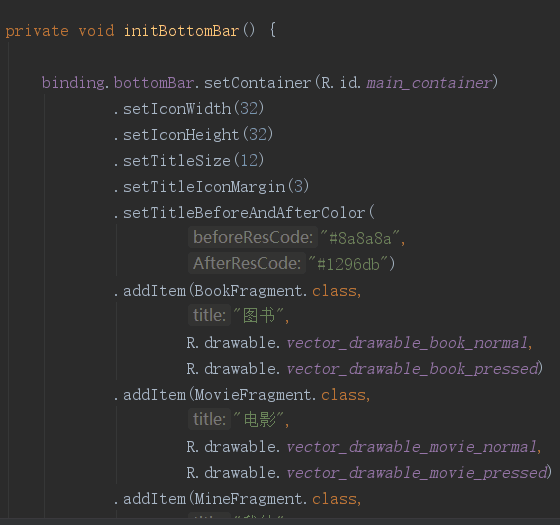 private void initBottomBar() {
binding.bottomBar.setContainer(R.id.main_container)
.setIconWidth(32)
.setIconHeight(32)
.setTitleSize(12)
.setTitleIconMargin(3)
.setTitleBeforeAndAfterColor(
beforeResCode: "#8a8a8a",
AfterResCode: "#1296db")
.addItem(BookFragment.class,
title: "图书",
R.drawable.vector_drawable_book_normal,
R.drawable.vector_drawable_book_pressed)
.addItem(MovieFragment.class,
title: "电影",
R.drawable.vector_drawable_movie_normal,
R.drawable.vector_drawable_movie_pressed)
.addItem(MineFragment.class,